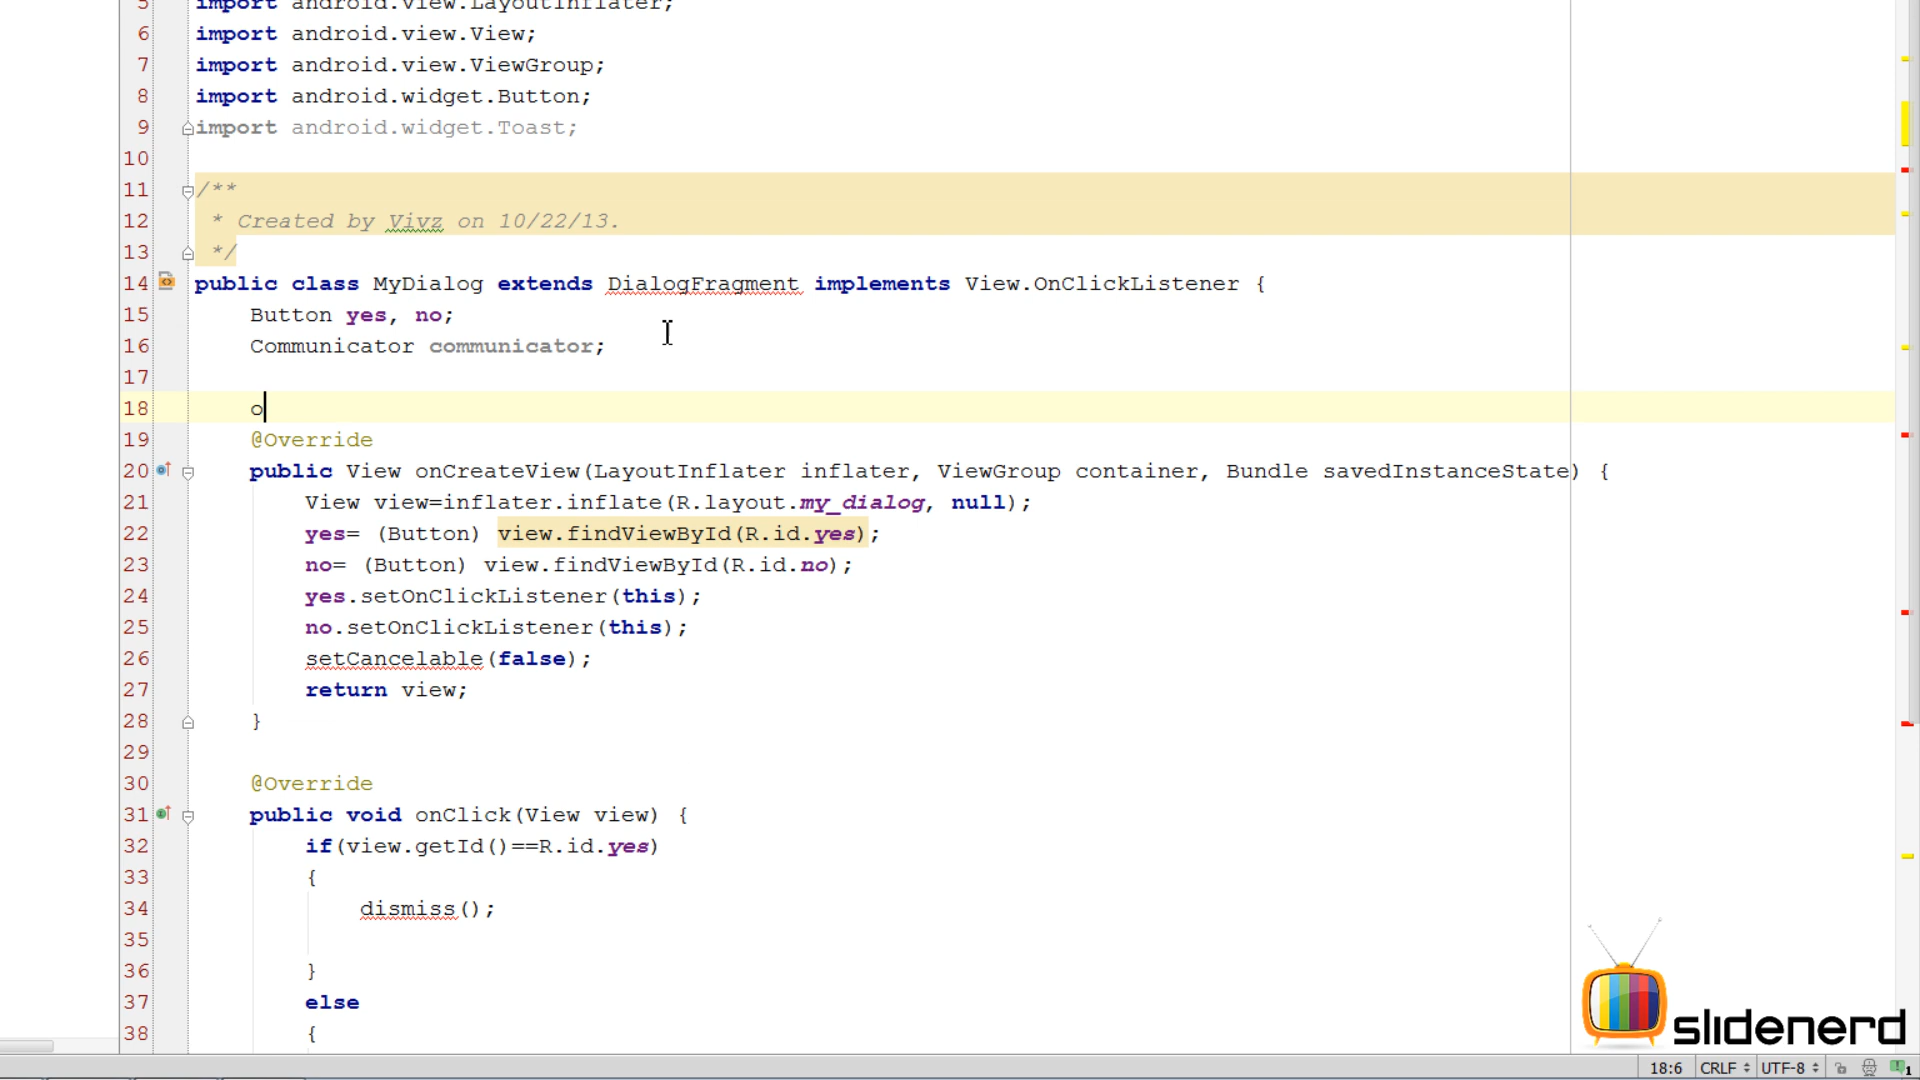 5 import android.view.LayoutInflater;
6 import android.view.View;
7 import android.view.ViewGroup;
8 import android.widget.Button;
9 import android.widget.Toast;
10
11 /**
12 * Created by Vivz on 10/22/13.
13 */
14 public class MyDialog extends DialogFragment implements View.OnClickListener {
15 Button yes, no;
16 Communicator communicator;
17
18 o
19 @Override
20 public View onCreateView(LayoutInflater inflater, ViewGroup container, Bundle savedInstanceState) {
21 View view=inflater.inflate(R.layout.my_dialog, null);
22 yes= (Button) view.findViewById(R.id.yes);
23 no= (Button) view.findViewById(R.id.no);
24 yes.setOnClickListener(this);
25 no.setOnClickListener(this);
26 setCancelable(false);
27 return view;
28 }
29
30 @Override
31 public void onClick(View view) {
32 if(view.getId()==R.id.yes)
33 {
34 dismiss();
35
36 }
37 else
38 {
slidenerd
18:6 CRLF UTF-8 1